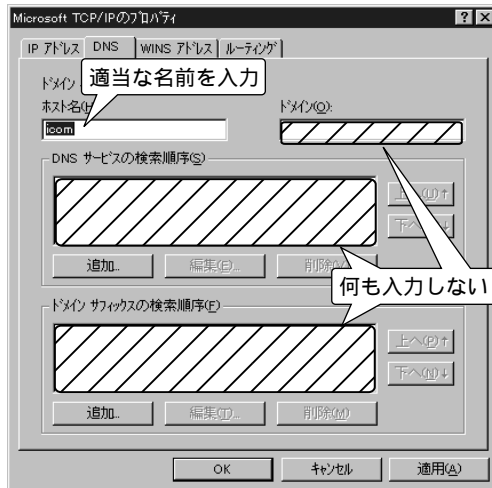 Microsoft TCP/IPのプロパティ
IP アドレス DNS WINS アドレス ルーティング
適当な名前を入力
ドメイン
ホスト名(H ドメイン(O):
icom
DNS サービスの検索順序(S)
上へ(U)↑
下へ ↓
追加... 編集(E)... 削除(V)
何も入力しない
ドメイン サフィックスの検索順序(F)
上へ(P)↑
下へ(N)↓
追加... 編集(T)... 削除(M)
OK キャンセル 適用(A)